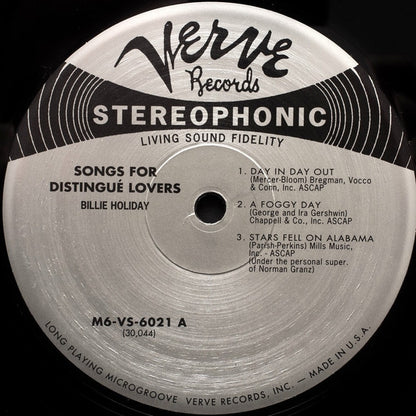 Verve
Records
STEREOPHONIC
LIVING SOUND FIDELITY
SONGS FOR
DISTINGUÉ LOVERS
BILLIE HOLIDAY
1. DAY IN DAY OUT
(Mercer-Bloom) Bregman, Vocco
& Conn, Inc. ASCAP
2. A FOGGY DAY
(George and Ira Gershwin)
Chappell & Co., Inc. ASCAP
3. STARS FELL ON ALABAMA
(Parish-Perkins) Mills Music,
Inc. - ASCAP
(Under the personal super.
of Norman Granz)
M6-VS-6021 A
(30,044)
LONG PLAYING MICROGROOVE VERVE RECORDS, INC. — MADE IN U.S.A.